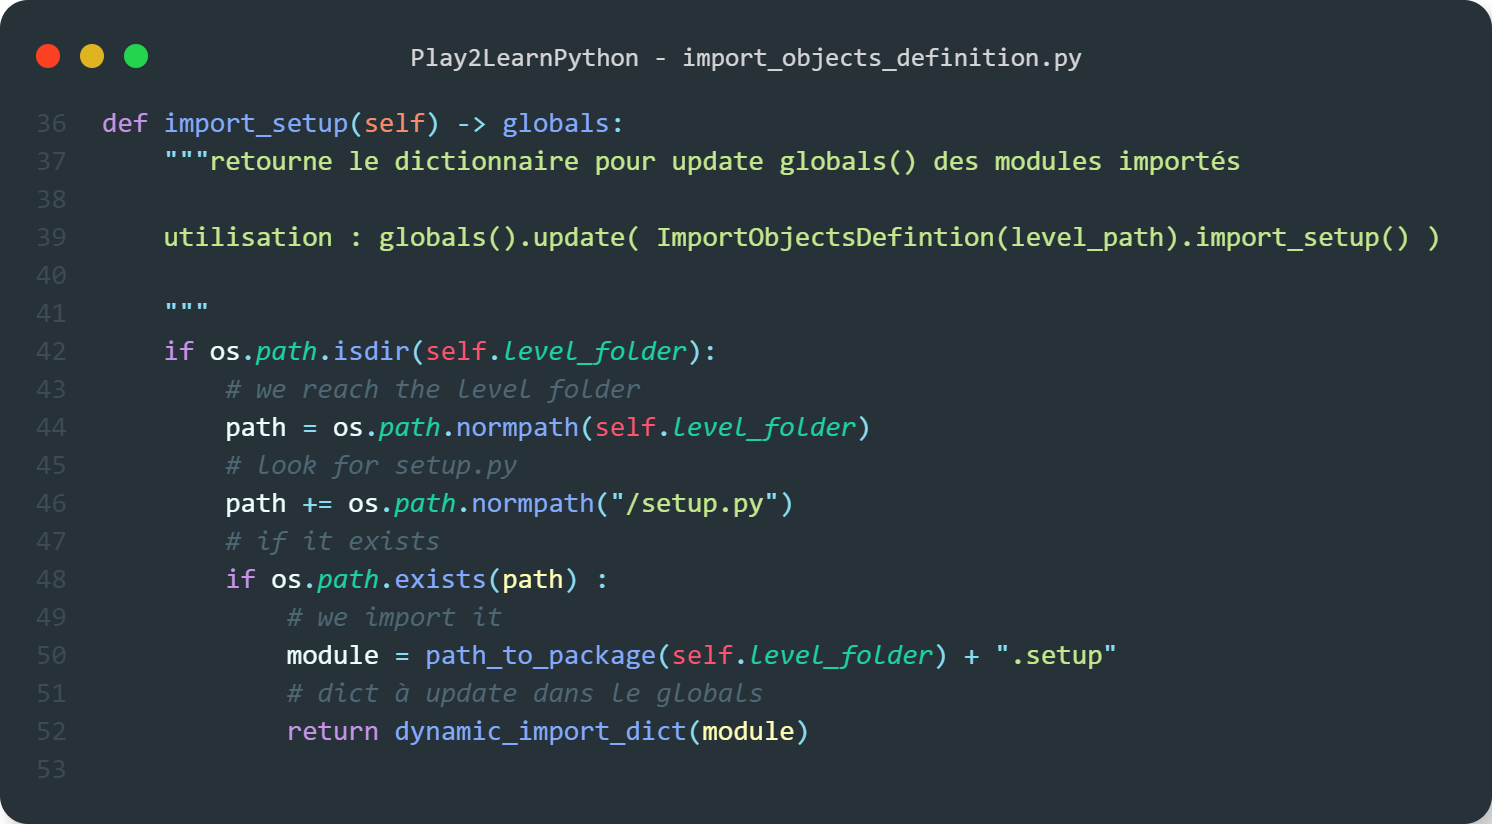 Play2LearnPython - import_objects_definition.py
36 def import_setup(self) -> globals:
37     """retourne le dictionnaire pour update globals() des modules importés
38
39     utilisation : globals().update( ImportObjectsDefintion(level_path).import_setup() )
40
41     """
42     if os.path.isdir(self.level_folder):
43         # we reach the level folder
44         path = os.path.normpath(self.level_folder)
45         # look for setup.py
46         path += os.path.normpath("/setup.py")
47         # if it exists
48         if os.path.exists(path) :
49             # we import it
50             module = path_to_package(self.level_folder) + ".setup"
51             # dict à update dans le globals
52             return dynamic_import_dict(module)
53